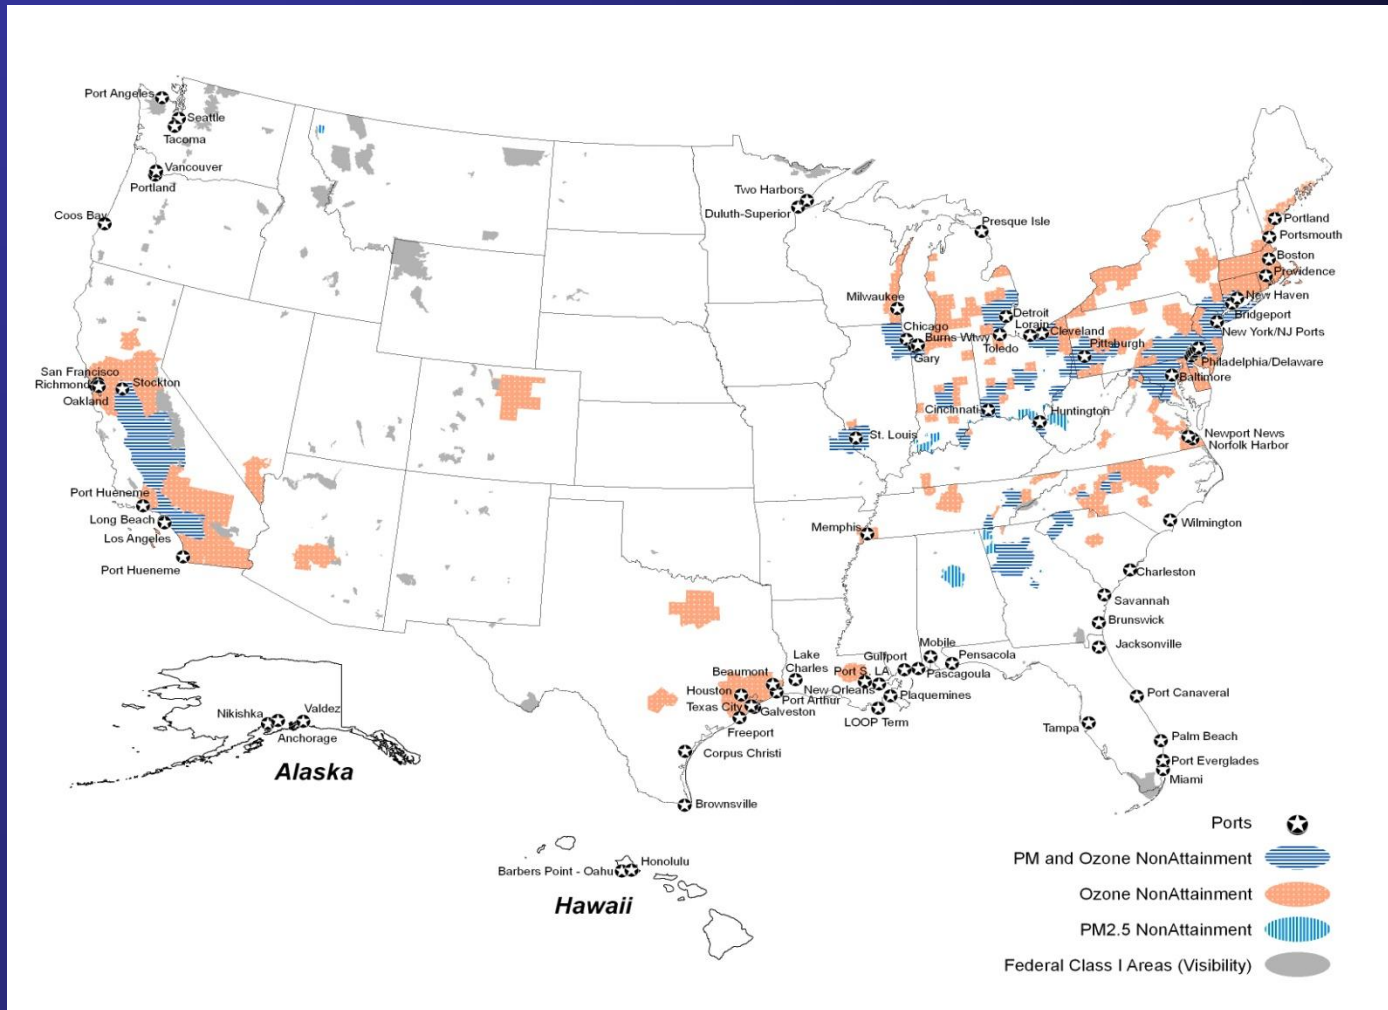 Port Angeles
Seattle
Tacoma
Vancouver
Portland
Coos Bay
Two Harbors
Duluth-Superior
Presque Isle
Portland
Portsmouth
Boston
Providence
New Haven
Bridgeport
New York/NJ Ports
Philadelphia/Delaware
Baltimore
Milwaukee
Chicago
Burns Wtwy
Gary
Detroit
Lorain
Toledo
Cleveland
Pittsburgh
San Francisco
Richmond
Oakland
Stockton
Cincinnati
Huntington
St. Louis
Newport News
Norfolk Harbor
Port Hueneme
Long Beach
Los Angeles
Port Hueneme
Memphis
Wilmington
Charleston
Savannah
Brunswick
Jacksonville
Lake
Charles
Gulfport
Mobile
Pensacola
Pascagoula
Beaumont
Port S. LA
Houston
Port Arthur
New Orleans
Plaquemines
Texas City
Galveston
LOOP Term
Freeport
Port Canaveral
Tampa
Palm Beach
Port Everglades
Miami
Corpus Christi
Brownsville
Nikishka
Valdez
Anchorage
Alaska
Honolulu
Barbers Point - Oahu
Hawaii
Ports
PM and Ozone NonAttainment
Ozone NonAttainment
PM2.5 NonAttainment
Federal Class I Areas (Visibility)